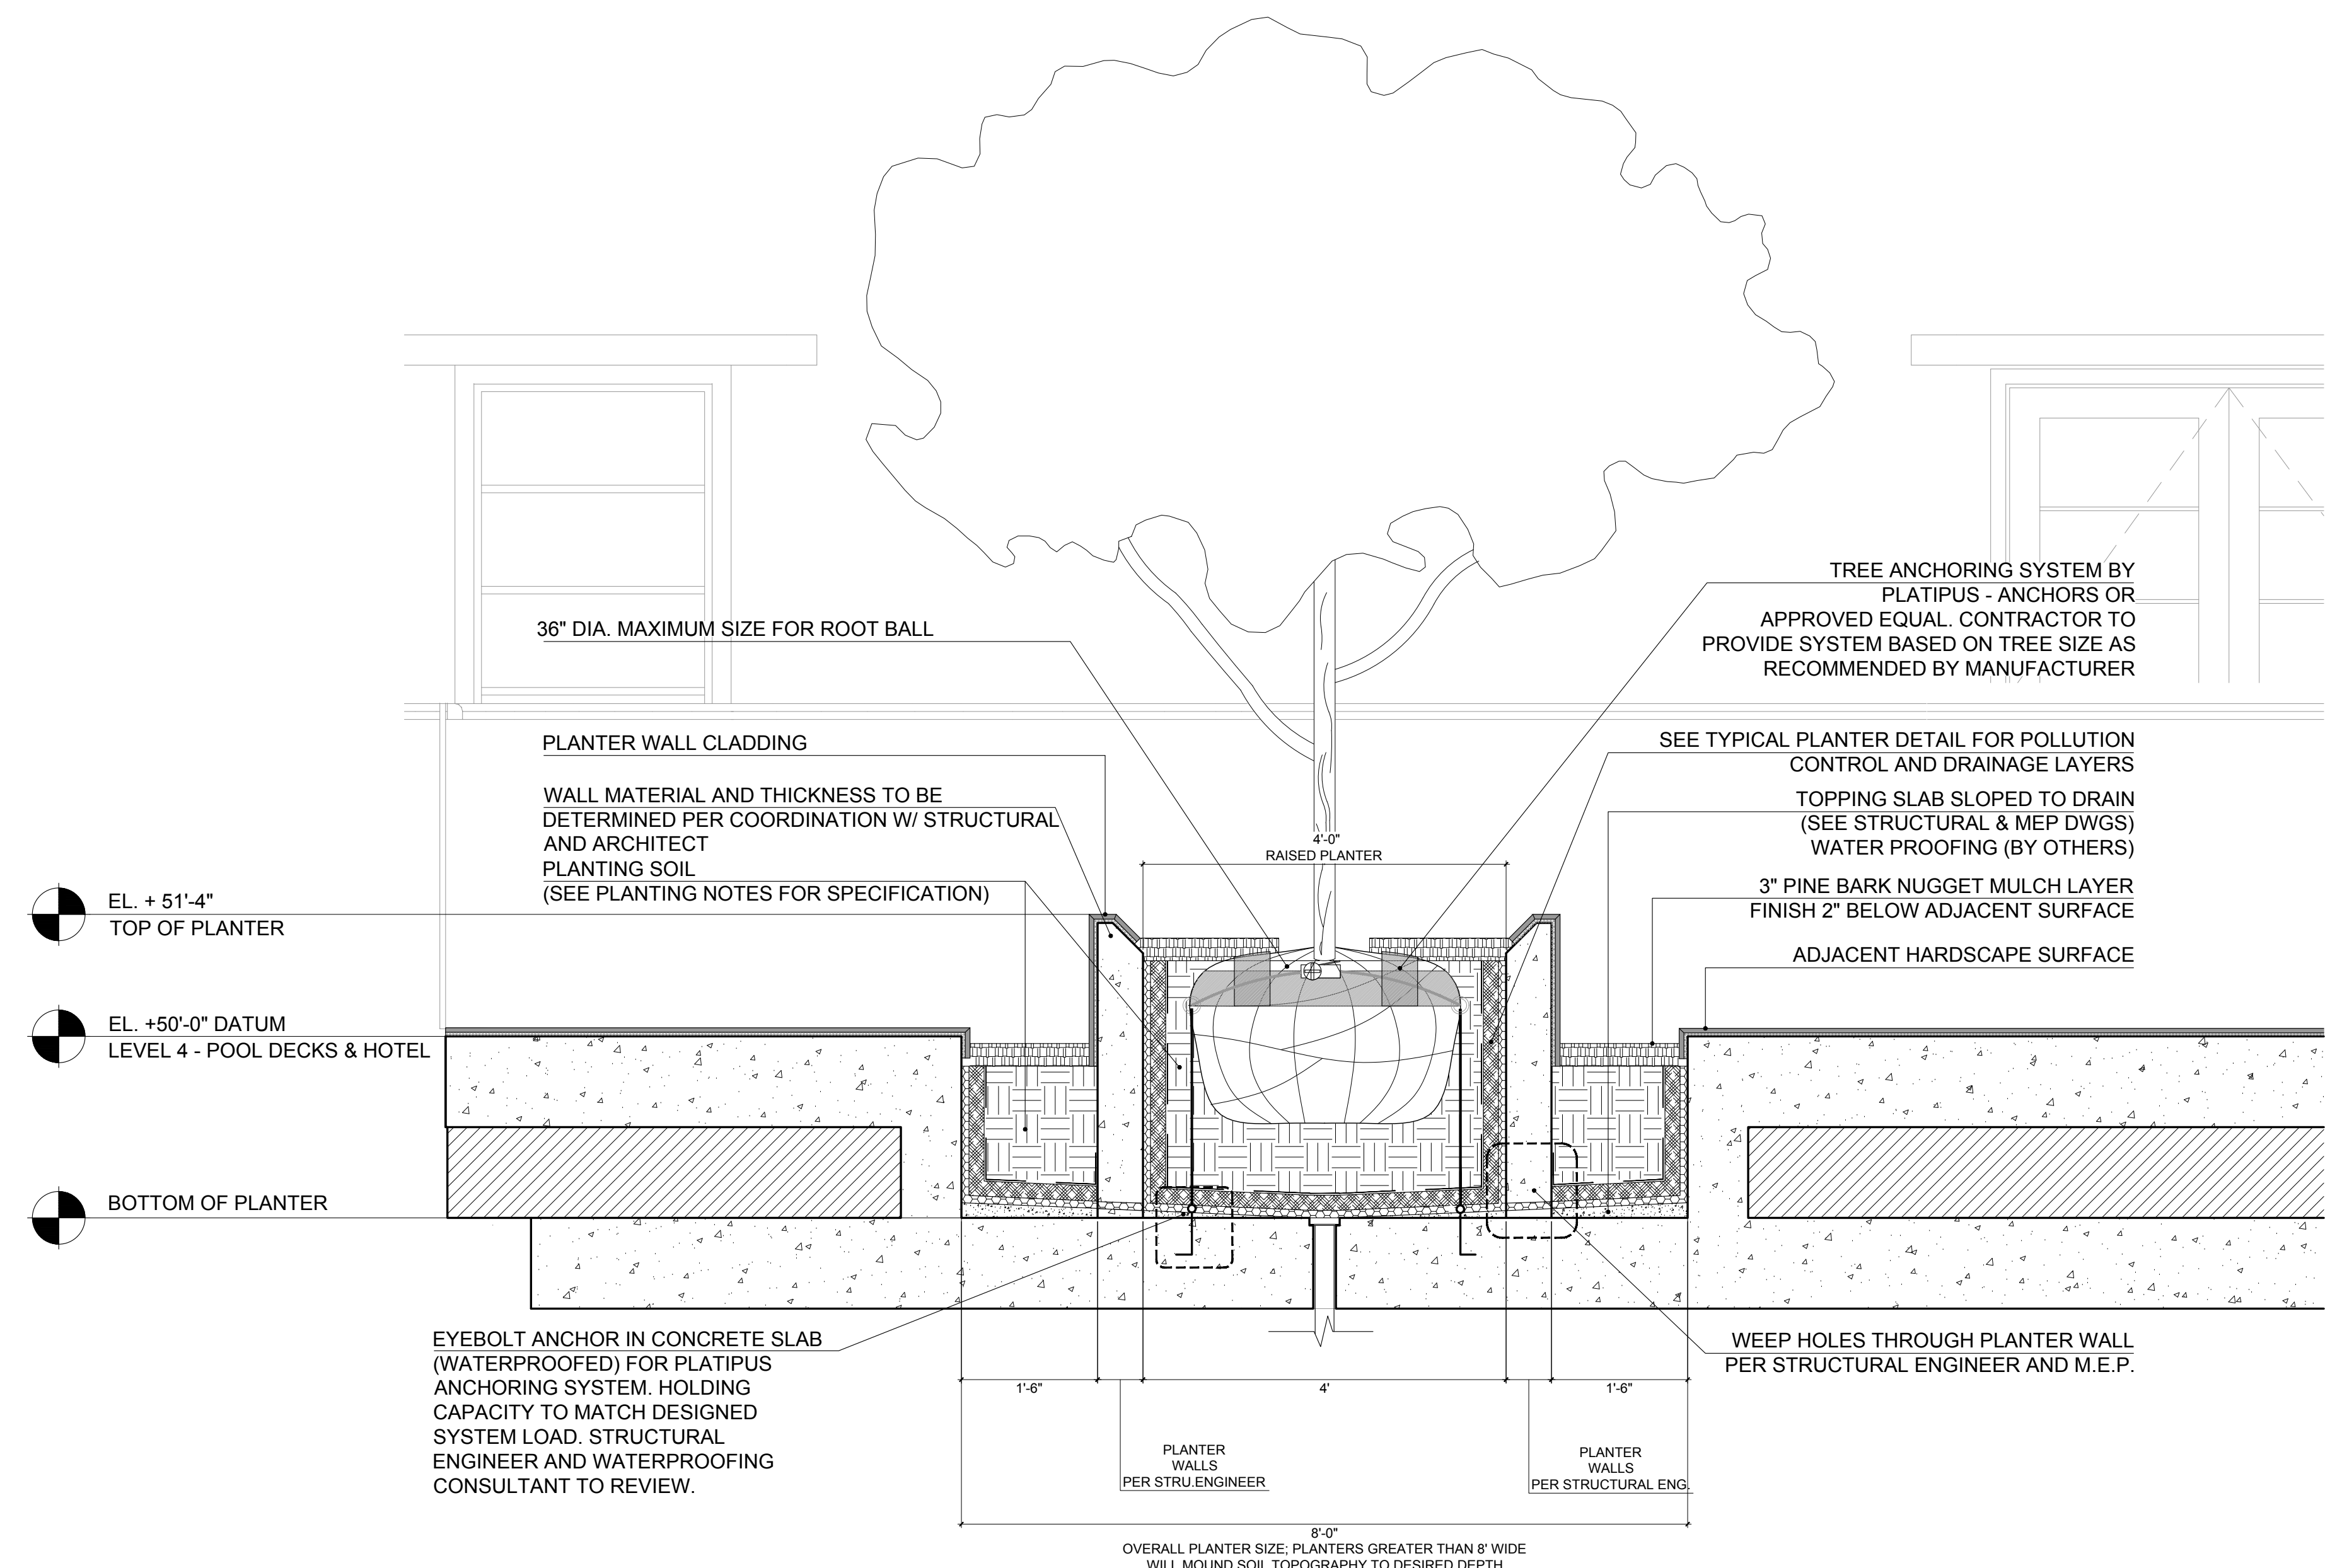 36" DIA. MAXIMUM SIZE FOR ROOT BALL
PLANTER WALL CLADDING
WALL MATERIAL AND THICKNESS TO BE
DETERMINED PER COORDINATION W/ STRUCTURAL
AND ARCHITECT
PLANTING SOIL
(SEE PLANTING NOTES FOR SPECIFICATION)
EL. + 51'-4"
TOP OF PLANTER
EL. +50'-0" DATUM
LEVEL 4 - POOL DECKS & HOTEL
BOTTOM OF PLANTER
EYEBOLT ANCHOR IN CONCRETE SLAB
(WATERPROOFED) FOR PLATIPUS
ANCHORING SYSTEM. HOLDING
CAPACITY TO MATCH DESIGNED
SYSTEM LOAD. STRUCTURAL
ENGINEER AND WATERPROOFING
CONSULTANT TO REVIEW.
4'-0"
RAISED PLANTER
TREE ANCHORING SYSTEM BY
PLATIPUS - ANCHORS OR
APPROVED EQUAL. CONTRACTOR TO
PROVIDE SYSTEM BASED ON TREE SIZE AS
RECOMMENDED BY MANUFACTURER
SEE TYPICAL PLANTER DETAIL FOR POLLUTION
CONTROL AND DRAINAGE LAYERS
TOPPING SLAB SLOPED TO DRAIN
(SEE STRUCTURAL & MEP DWGS)
WATER PROOFING (BY OTHERS)
3" PINE BARK NUGGET MULCH LAYER
FINISH 2" BELOW ADJACENT SURFACE
ADJACENT HARDSCAPE SURFACE
WEEP HOLES THROUGH PLANTER WALL
PER STRUCTURAL ENGINEER AND M.E.P.
1'-6"
4'
1'-6"
PLANTER
WALLS
PER STRU.ENGINEER
PLANTER
WALLS
PER STRUCTURAL ENG.
8'-0"
OVERALL PLANTER SIZE; PLANTERS GREATER THAN 8' WIDE
WILL MOUND SOIL TOPOGRAPHY TO DESIRED DEPTH